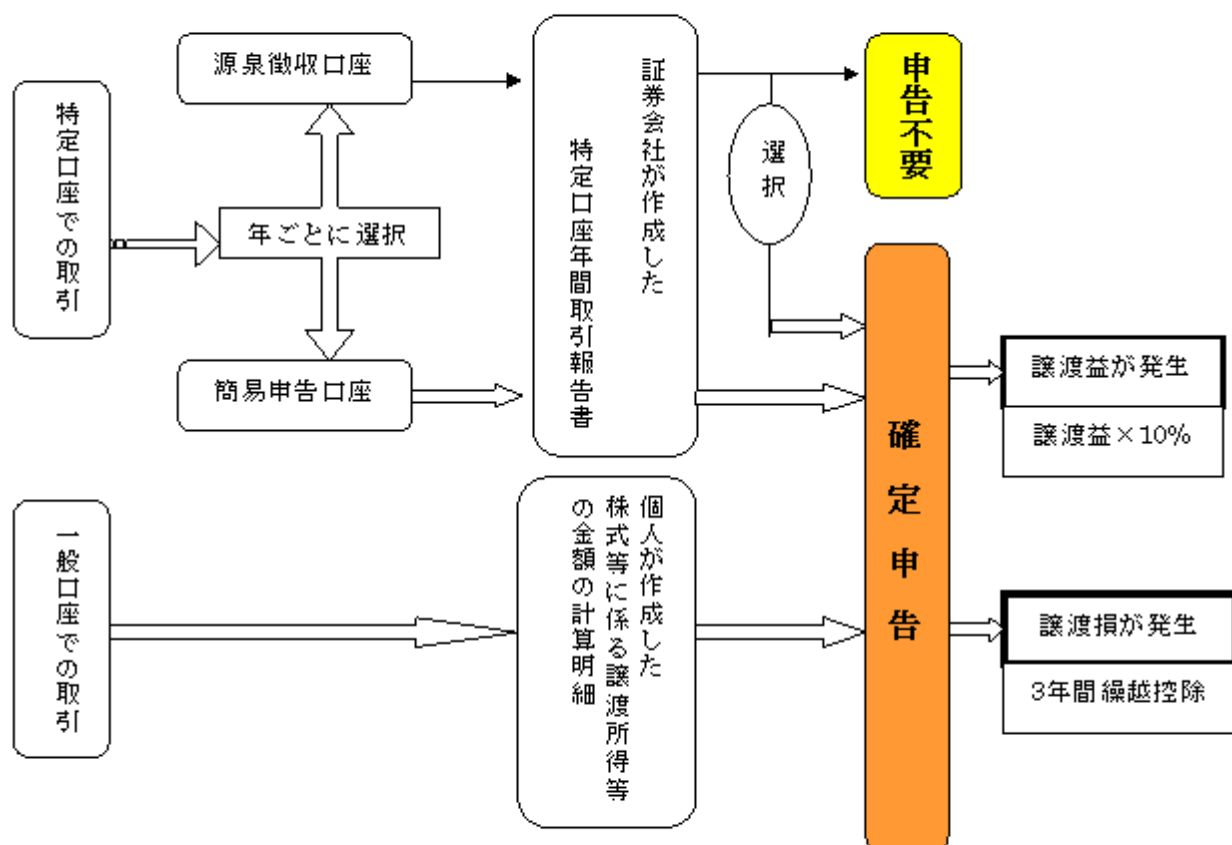 特定口座での取引
源泉徴収口座
年ごとに選択
簡易申告口座
証券会社が作成した
特定口座年間取引報告書
選択
申告不要
一般口座での取引
個人が作成した
株式等に係る譲渡所得等
の金額の計算明細
確定申告
譲渡益が発生
譲渡益×10%
譲渡損が発生
3年間繰越控除